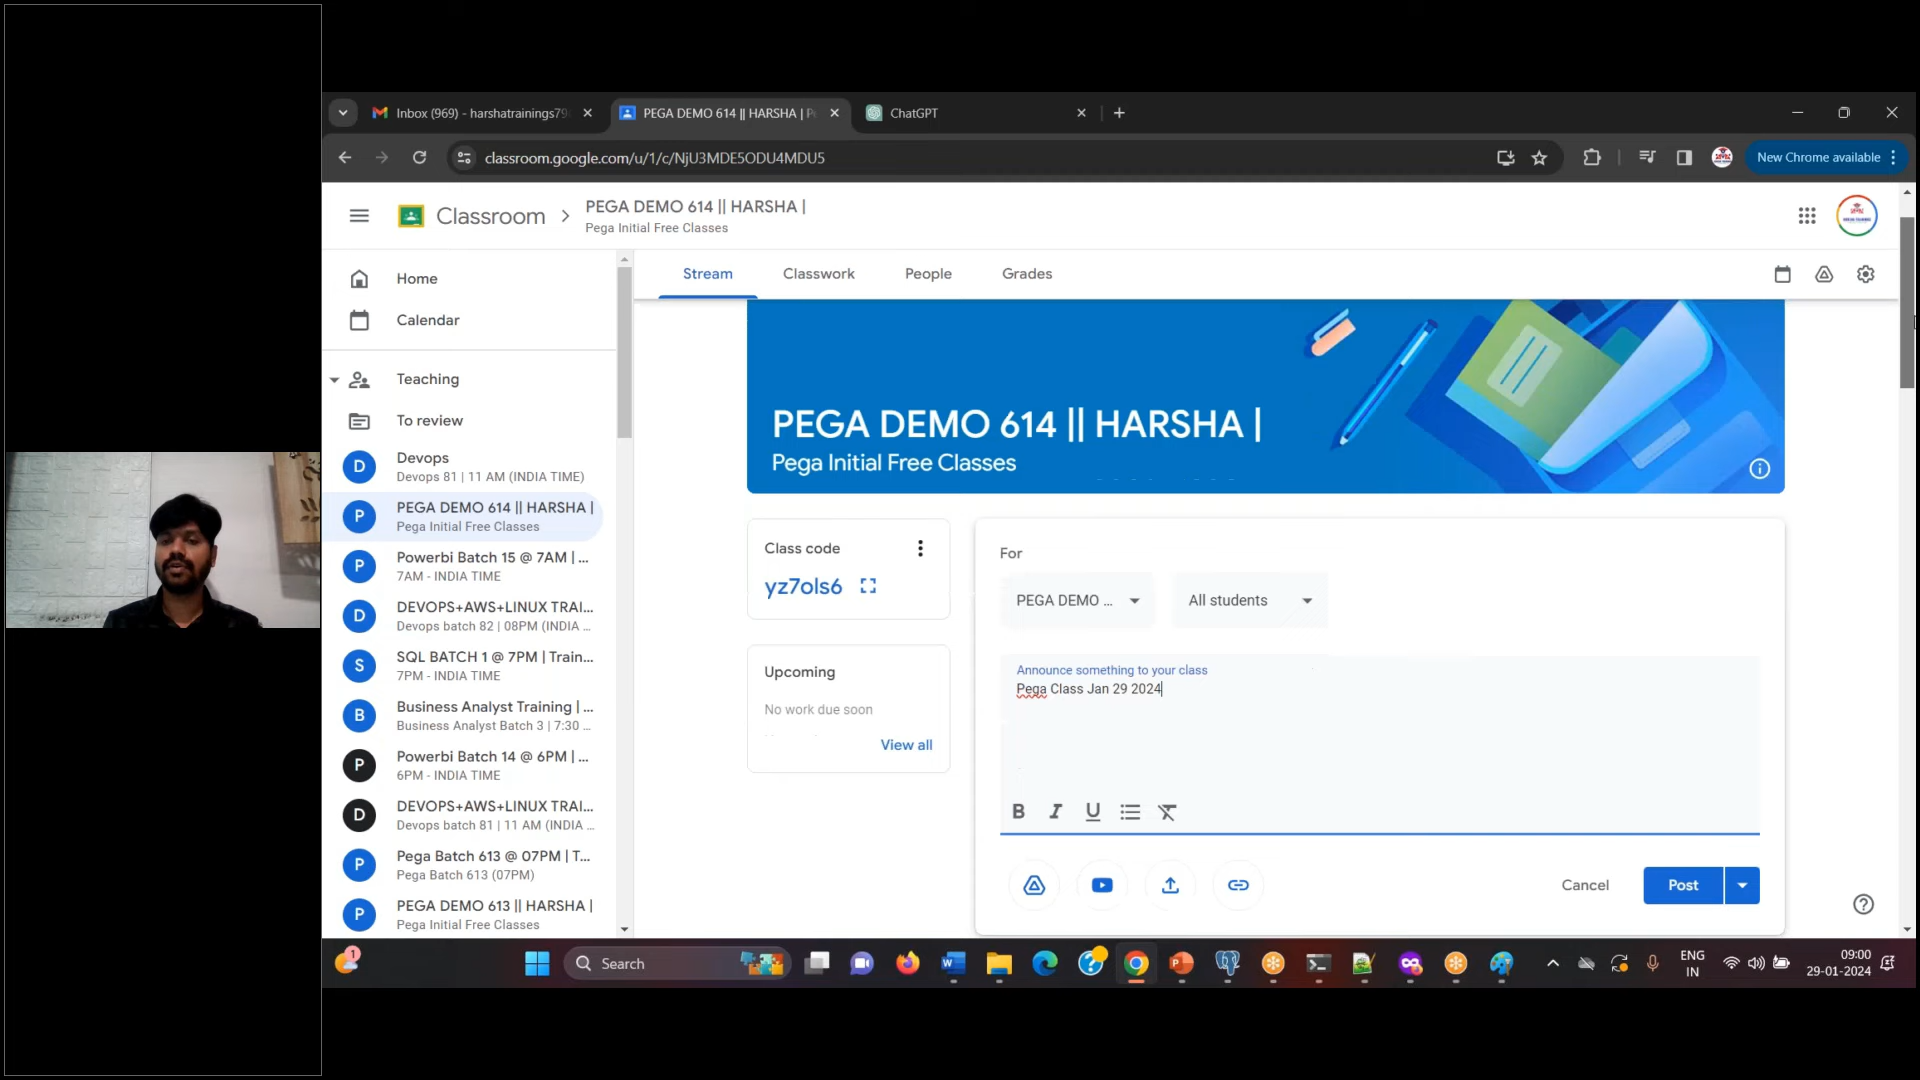 Inbox (969) - harshatrainings79
PEGA DEMO 614 || HARSHA | P
ChatGPT
classroom.google.com/u/1/c/NjU3MDE5ODU4MDU5
New Chrome available
Classroom
PEGA DEMO 614 || HARSHA |
Pega Initial Free Classes
Home
Calendar
Teaching
To review
D
Devops
Devops 81 | 11 AM (INDIA TIME)
P
PEGA DEMO 614 || HARSHA |
Pega Initial Free Classes
P
Powerbi Batch 15 @ 7AM | ...
7AM - INDIA TIME
D
DEVOPS+AWS+LINUX TRAI...
Devops batch 82 | 08PM (INDIA ...
S
SQL BATCH 1 @ 7PM | Train...
7PM - INDIA TIME
B
Business Analyst Training | ...
Business Analyst Batch 3 | 7:30 ...
P
Powerbi Batch 14 @ 6PM | ...
6PM - INDIA TIME
D
DEVOPS+AWS+LINUX TRAI...
Devops batch 81 | 11 AM (INDIA ...
P
Pega Batch 613 @ 07PM | T...
Pega Batch 613 (07PM)
P
PEGA DEMO 613 || HARSHA |
Pega Initial Free Classes
Stream
Classwork
People
Grades
PEGA DEMO 614 || HARSHA |
Pega Initial Free Classes
Class code
yz7ols6
Upcoming
No work due soon
View all
For
PEGA DEMO ...
All students
Announce something to your class
Pega Class Jan 29 2024
B I U
Cancel
Post
1
Search
ENG
IN
09:00
29-01-2024